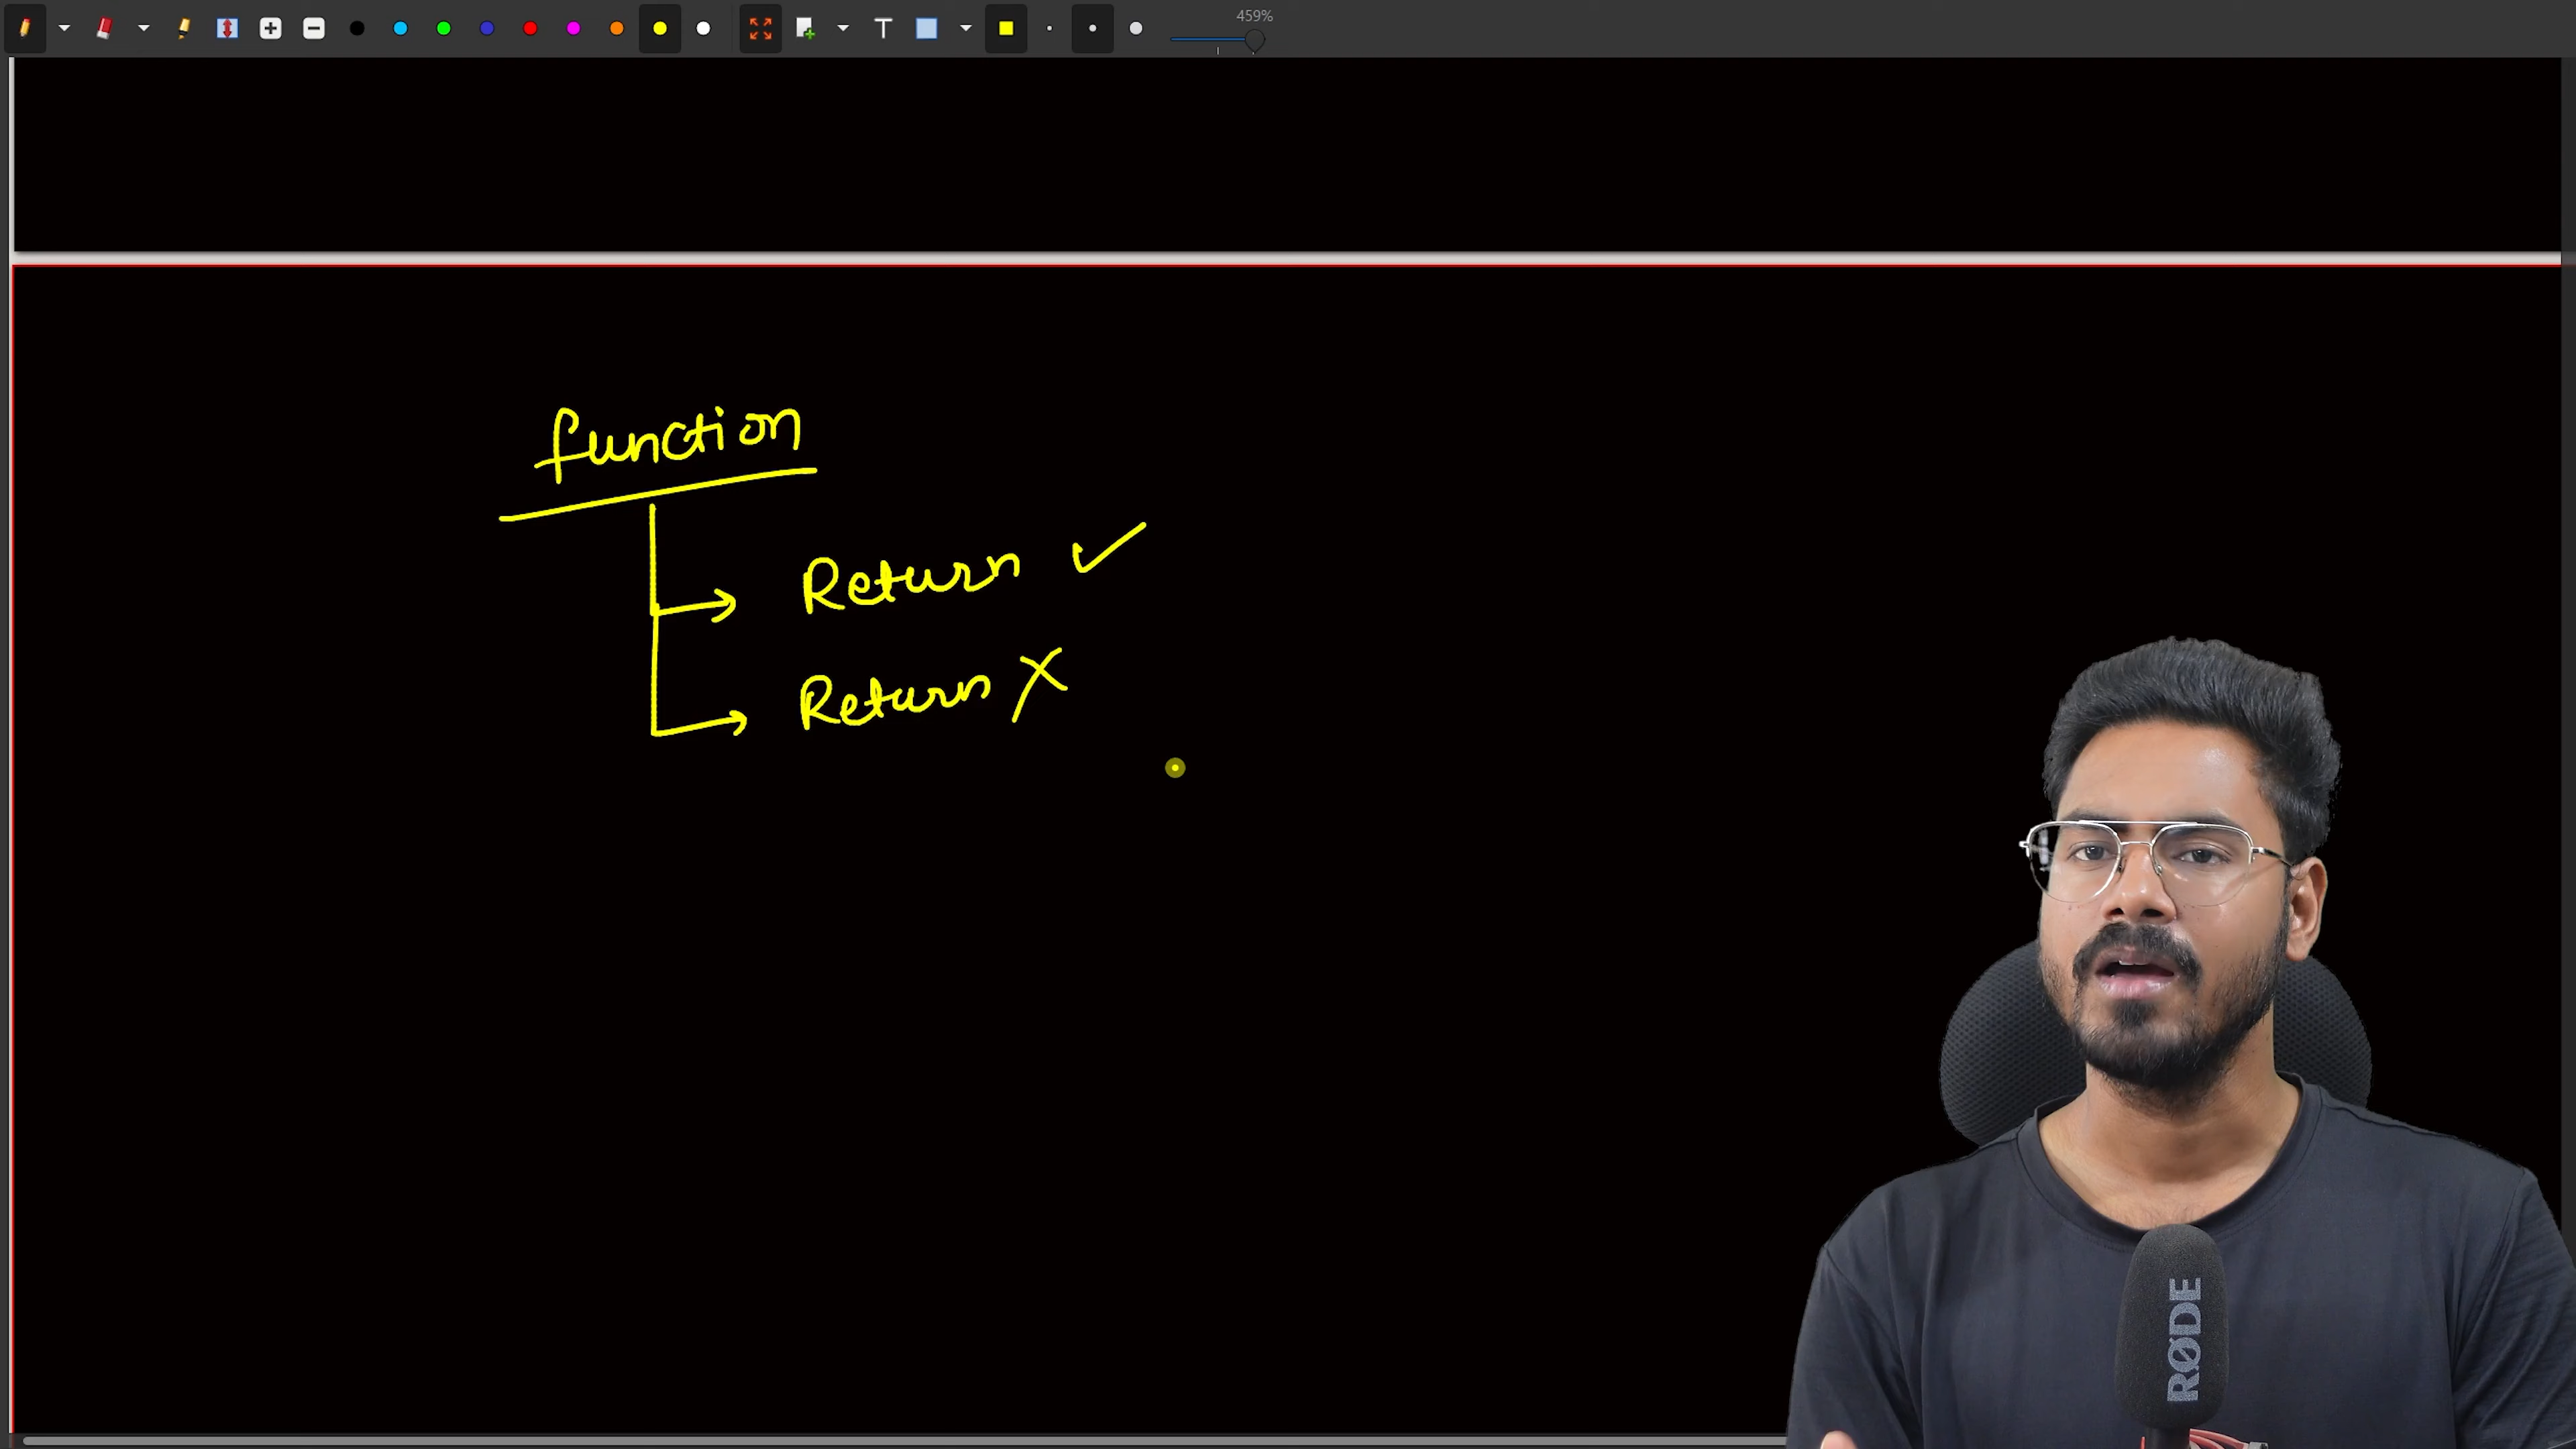 459%
function
Return ✓
Return X
RØDE